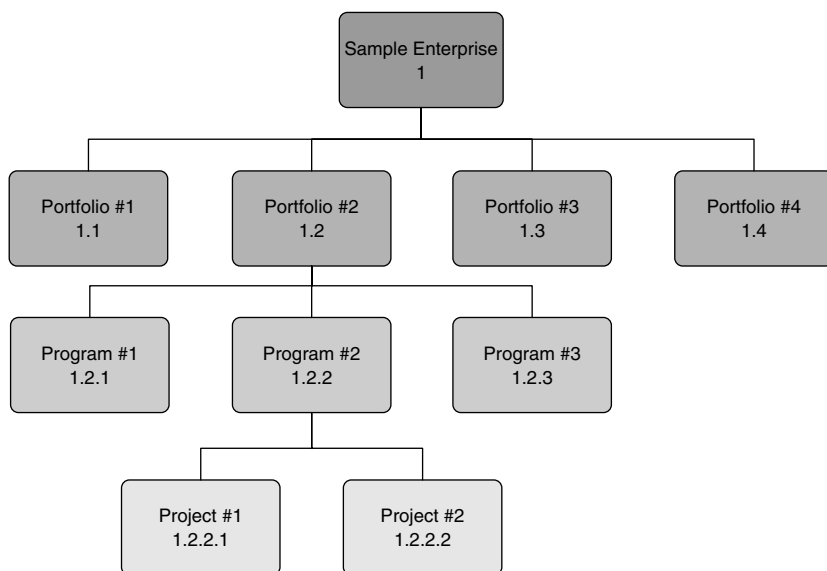 Sample Enterprise
1
Portfolio #1
1.1
Portfolio #2
1.2
Portfolio #3
1.3
Portfolio #4
1.4
Program #1
1.2.1
Program #2
1.2.2
Program #3
1.2.3
Project #1
1.2.2.1
Project #2
1.2.2.2